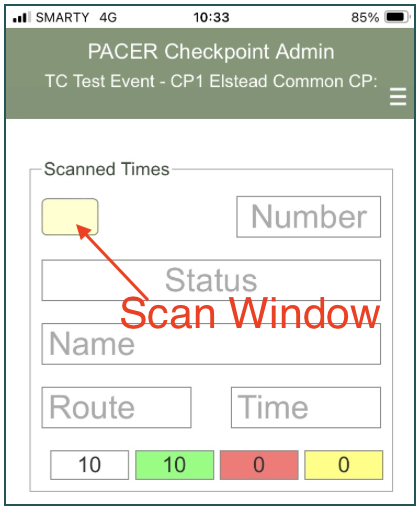 SMARTY 4G 10:33 85%
PACER Checkpoint Admin
TC Test Event - CP1 Elstead Common CP:
Scanned Times
Number
Status
Scan Window
Name
Route Time
10 10 0 0